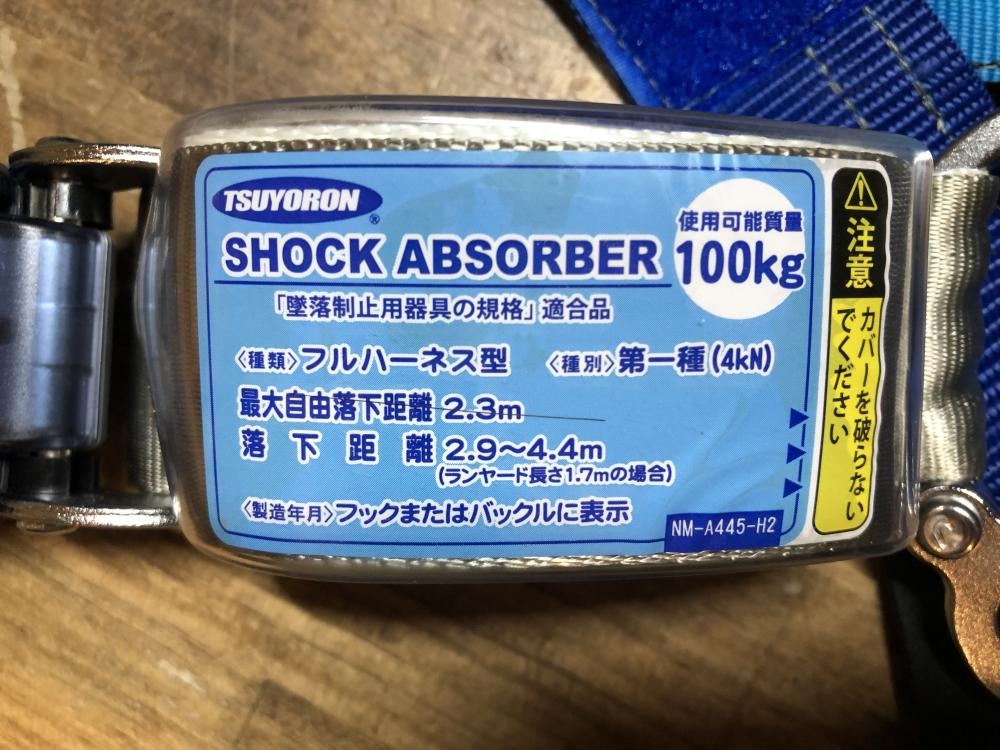 TSUYORON®
SHOCK ABSORBER
使用可能質量
100kg
「墜落制止用器具の規格」適合品
〈種類〉フルハーネス型 〈種別〉第一種(4kN)
最大自由落下距離 2.3m
落下距離 2.9〜4.4m
(ランヤード長さ1.7mの場合)
〈製造年月〉フックまたはバックルに表示
NM-A445-H2
注意
カバーを破らない
でください